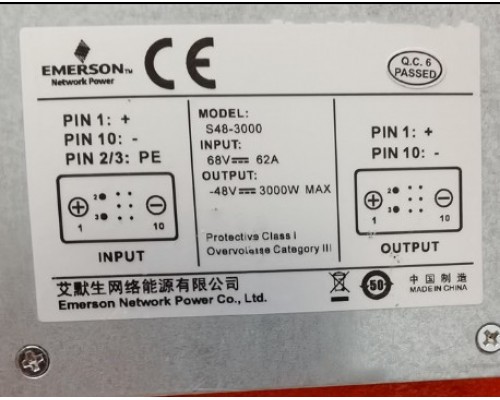 EMERSON™
Network Power
CE
Q.C. 6
PASSED
PIN 1: +
PIN 10: -
PIN 2/3: PE
2
3
+ -
1 10
INPUT
MODEL:
S48-3000
INPUT:
68V⎓ 62A
OUTPUT:
-48V⎓ 3000W MAX
Protective Class I
Overvoltage Category III
PIN 1: +
PIN 10: -
2
3
+ -
1 10
OUTPUT
艾默生网络能源有限公司
Emerson Network Power Co., Ltd.
50
中国制造
MADE IN CHINA